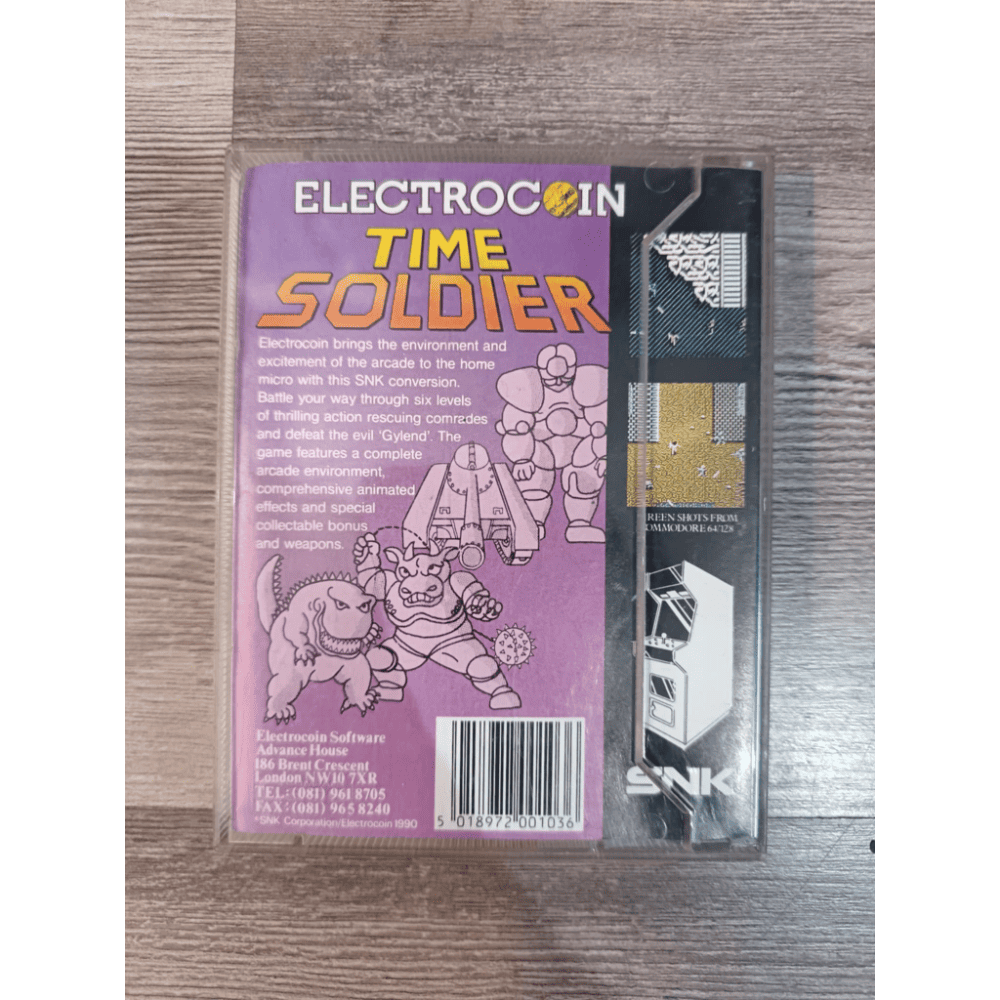 ELECTROCOIN
TIME
SOLDIER
Electrocoin brings the environment and
excitement of the arcade to the home
micro with this SNK conversion.
Battle your way through six levels
of thrilling action rescuing comrades
and defeat the evil 'Gylend'. The
game features a complete
arcade environment,
comprehensive animated
effects and special
collectable bonus
and weapons.
REEN SHOTS FROM
OMMODORE 64/128
SNK
Electrocoin Software
Advance House
186 Brent Crescent
London NW10 7XR
TEL:(081) 961 8705
FAX:(081) 965 8240
*SNK Corporation/Electrocoin 1990
5 018972 001036